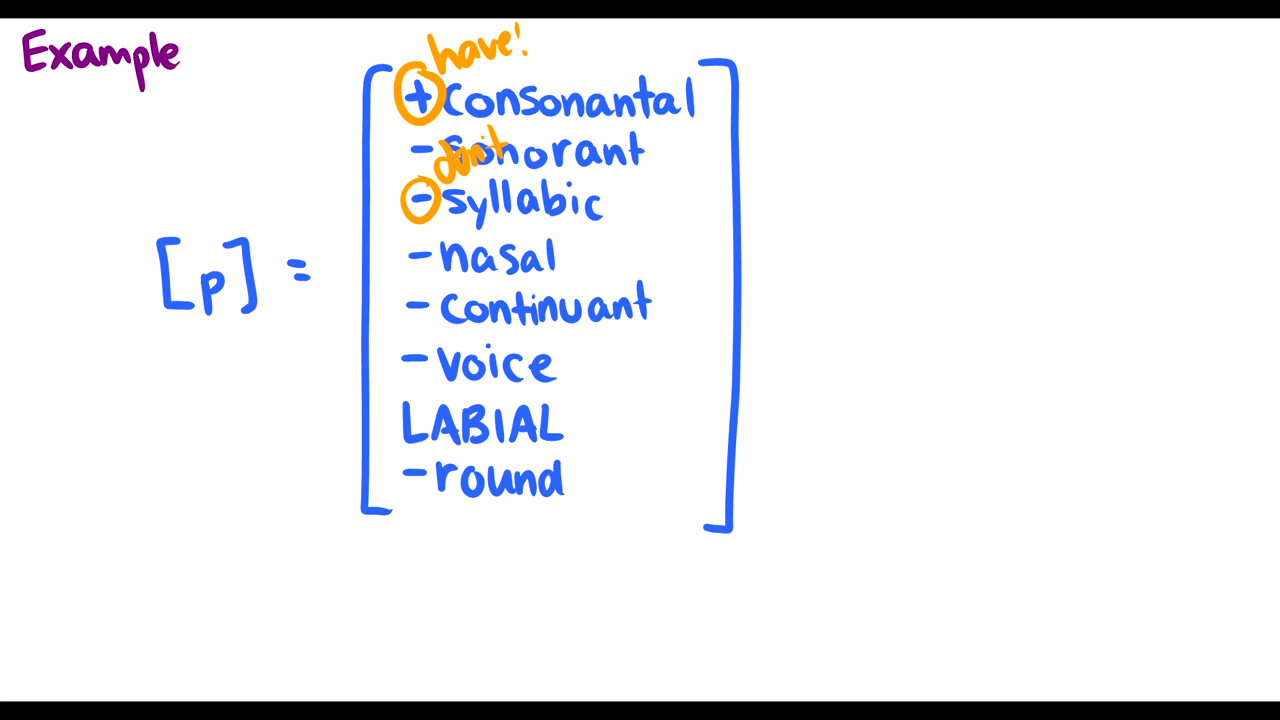 Example
have!
+consonantal
-sonorant
don't
-syllabic
-nasal
[p] =
-continuant
-voice
LABIAL
-round